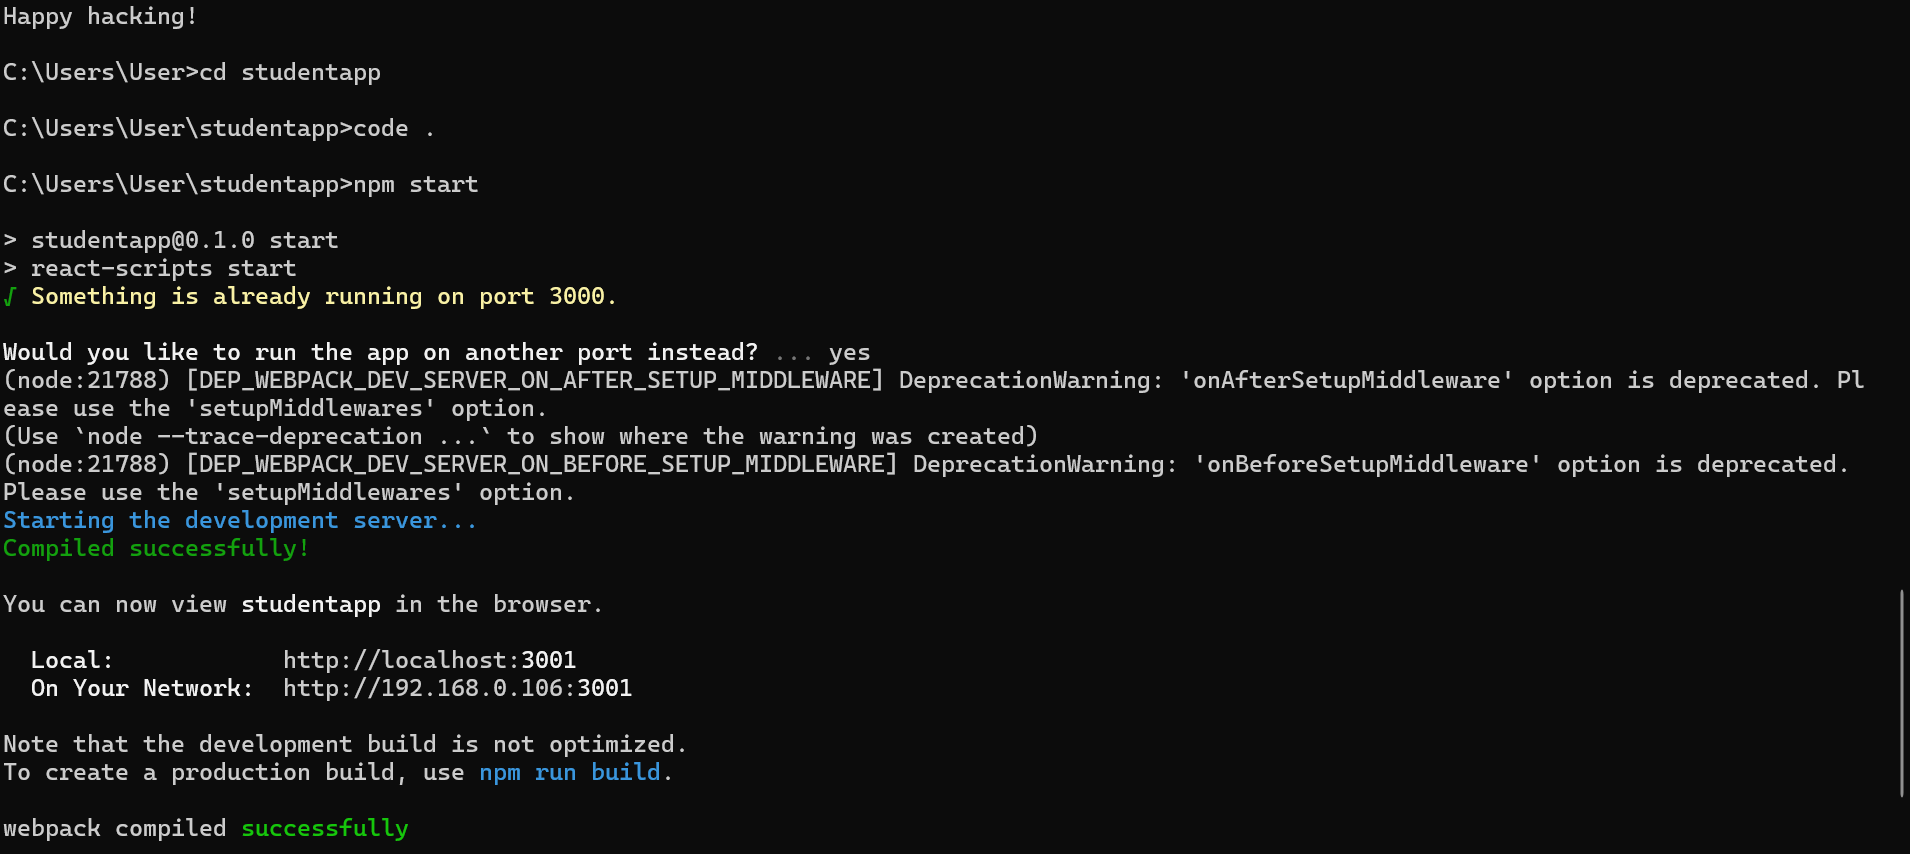 Happy hacking!
C:\Users\User>cd studentapp
C:\Users\User\studentapp>code .
C:\Users\User\studentapp>npm start
> studentapp@0.1.0 start
> react-scripts start
√ Something is already running on port 3000.
Would you like to run the app on another port instead? ... yes
(node:21788) [DEP_WEBPACK_DEV_SERVER_ON_AFTER_SETUP_MIDDLEWARE] DeprecationWarning: 'onAfterSetupMiddleware' option is deprecated. Pl
ease use the 'setupMiddlewares' option.
(Use `node --trace-deprecation ...` to show where the warning was created)
(node:21788) [DEP_WEBPACK_DEV_SERVER_ON_BEFORE_SETUP_MIDDLEWARE] DeprecationWarning: 'onBeforeSetupMiddleware' option is deprecated.
Please use the 'setupMiddlewares' option.
Starting the development server...
Compiled successfully!
You can now view studentapp in the browser.
Local: http://localhost:3001
On Your Network: http://192.168.0.106:3001
Note that the development build is not optimized.
To create a production build, use npm run build.
webpack compiled successfully